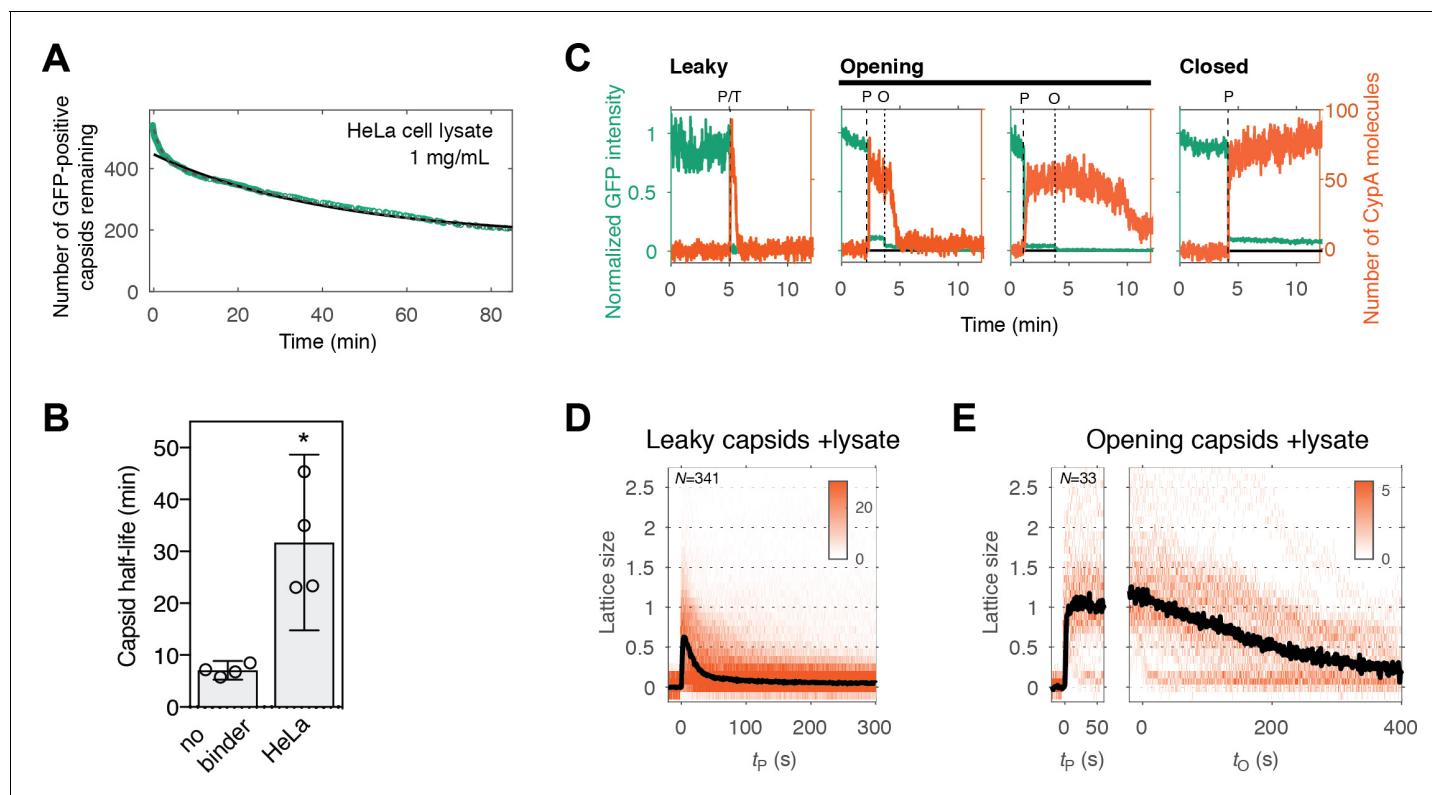 A
Number of GFP-positive
capsids remaining
400
200
0
HeLa cell lysate
1 mg/mL
0 20 40 60 80
Time (min)
B
Capsid half-life (min)
50
40
30
20
10
0
*
no
binder
HeLa
C
Leaky
Opening
Closed
P/T
P O
P O
P
Normalized GFP intensity
1
0.5
0
100
50
0
Number of CypA molecules
0 5 10
0 5 10
0 5 10
0 5 10
Time (min)
D
Leaky capsids +lysate
N=341
Lattice size
2.5
2
1.5
1
0.5
0
20
0
0 100 200 300
tP (s)
E
Opening capsids +lysate
N=33
Lattice size
2.5
2
1.5
1
0.5
0
5
0
0 50
tP (s)
0 200 400
tO (s)